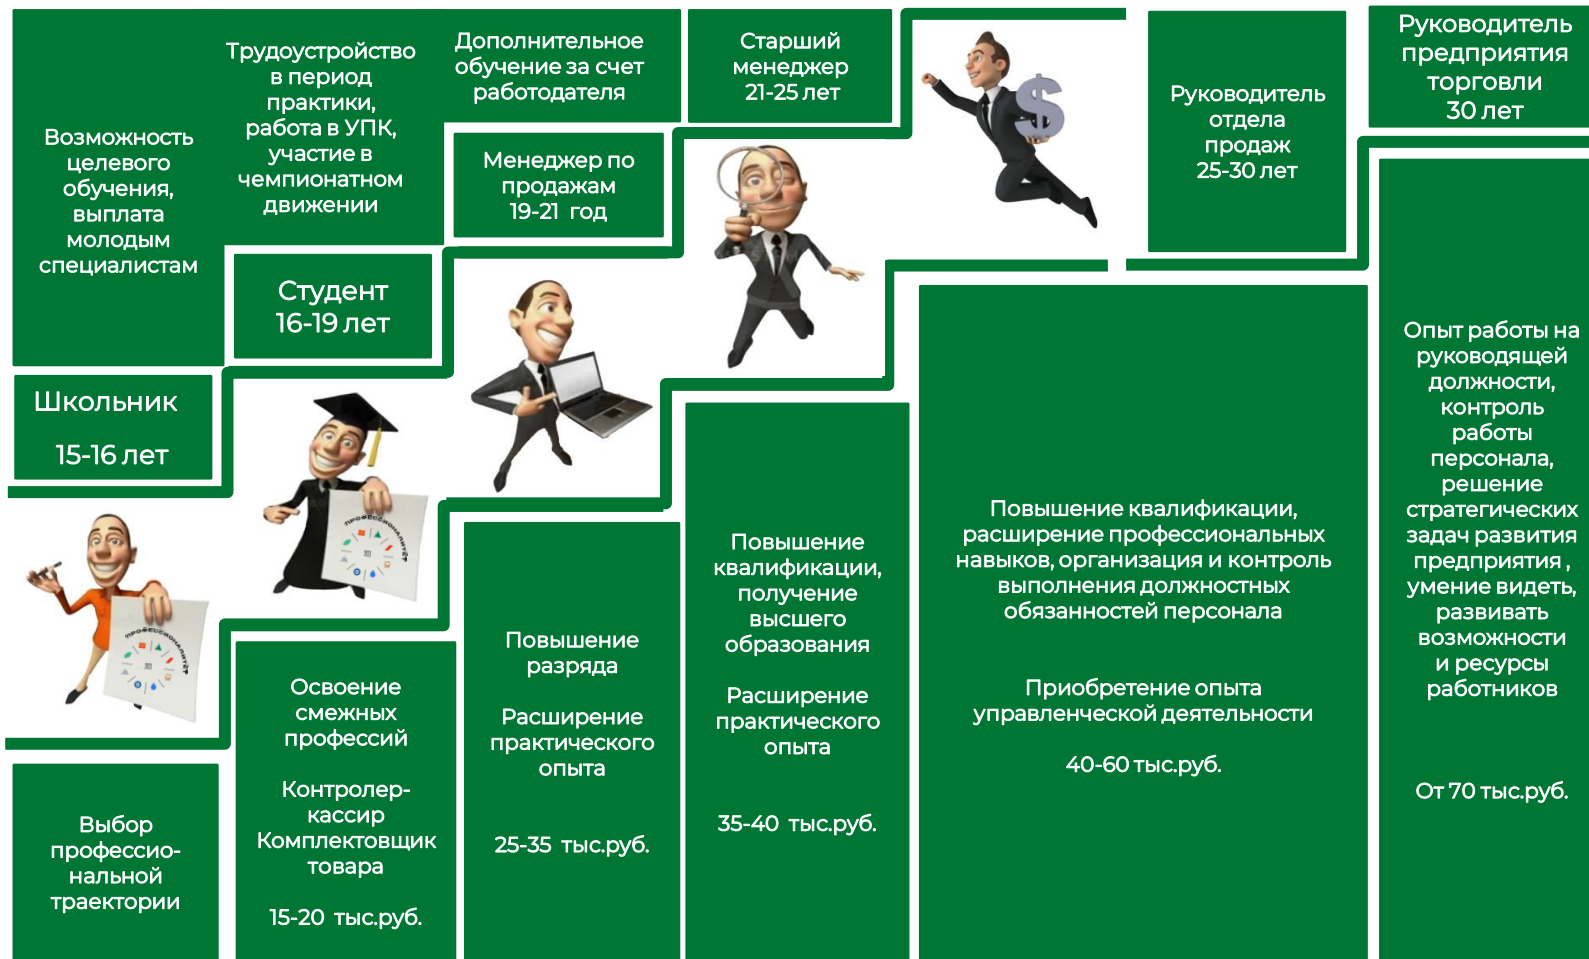 Возможность
целевого
обучения,
выплата
молодым
специалистам
Школьник
15-16 лет
Трудоустройство
в период
практики,
работа в УПК,
участие в
чемпионатном
движении
Студент
16-19 лет
Дополнительное
обучение за счет
работодателя
Менеджер по
продажам
19-21 год
Старший
менеджер
21-25 лет
Руководитель
отдела
продаж
25-30 лет
Руководитель
предприятия
торговли
30 лет
$
ПРОФЕССИОНАЛИТЕТ
ПРОФЕССИОНАЛИТЕТ
Выбор
профессио-
нальной
траектории
Освоение
смежных
профессий
Контролер-
кассир
Комплектовщик
товара
15-20 тыс.руб.
Повышение
разряда
Расширение
практического
опыта
25-35 тыс.руб.
Повышение
квалификации,
получение
высшего
образования
Расширение
практического
опыта
35-40 тыс.руб.
Повышение квалификации,
расширение профессиональных
навыков, организация и контроль
выполнения должностных
обязанностей персонала
Приобретение опыта
управленческой деятельности
40-60 тыс.руб.
Опыт работы на
руководящей
должности,
контроль
работы
персонала,
решение
стратегических
задач развития
предприятия ,
умение видеть,
развивать
возможности
и ресурсы
работников
От 70 тыс.руб.